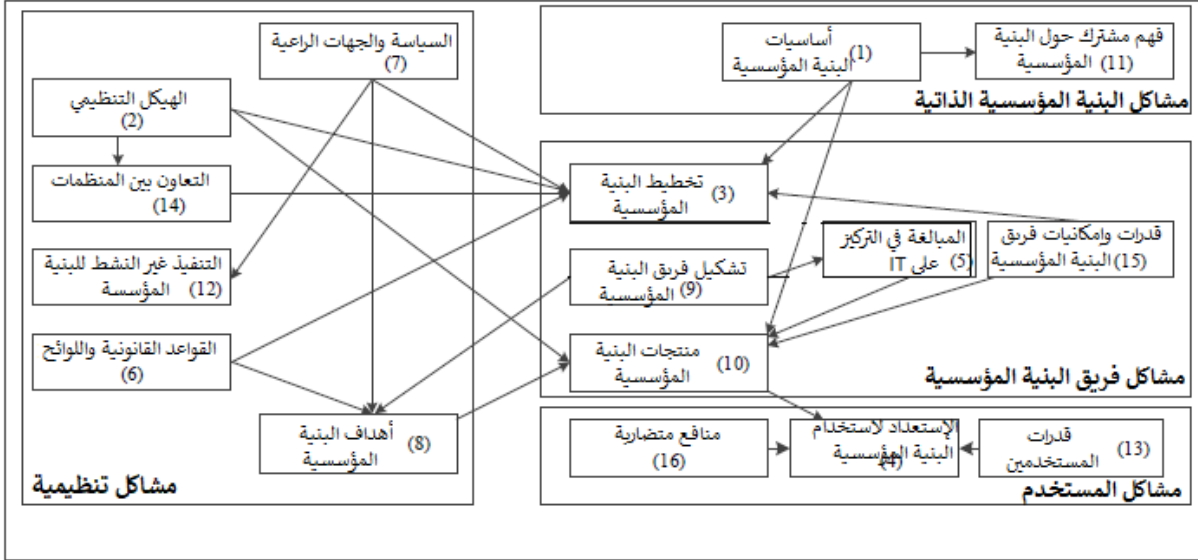 أساسيات
البنية المؤسسية (1)
فهم مشترك حول البنية
المؤسسية (11)
مشاكل البنية المؤسسية الذاتية
السياسة والجهات الراعية
(7)
الهيكل التنظيمي
(2)
التعاون بين المنظمات
(14)
التنفيذ غير النشط للبنية
المؤسسة (12)
القواعد القانونية واللوائح
(6)
أهداف البنية
المؤسسية (8)
مشاكل تنظيمية
تخطيط البنية
المؤسسية (3)
قدرات وامكانيات فريق
البنية المؤسسية (15)
المبالغة في التركيز
على IT (5)
تشكيل فريق البنية
المؤسسية (9)
منتجات البنية
المؤسسية (10)
مشاكل فريق البنية المؤسسية
قدرات
المستخدمين (13)
الإستعداد لاستخدام
البنية المؤسسية (4)
منافع متضاربة
(16)
مشاكل المستخدم